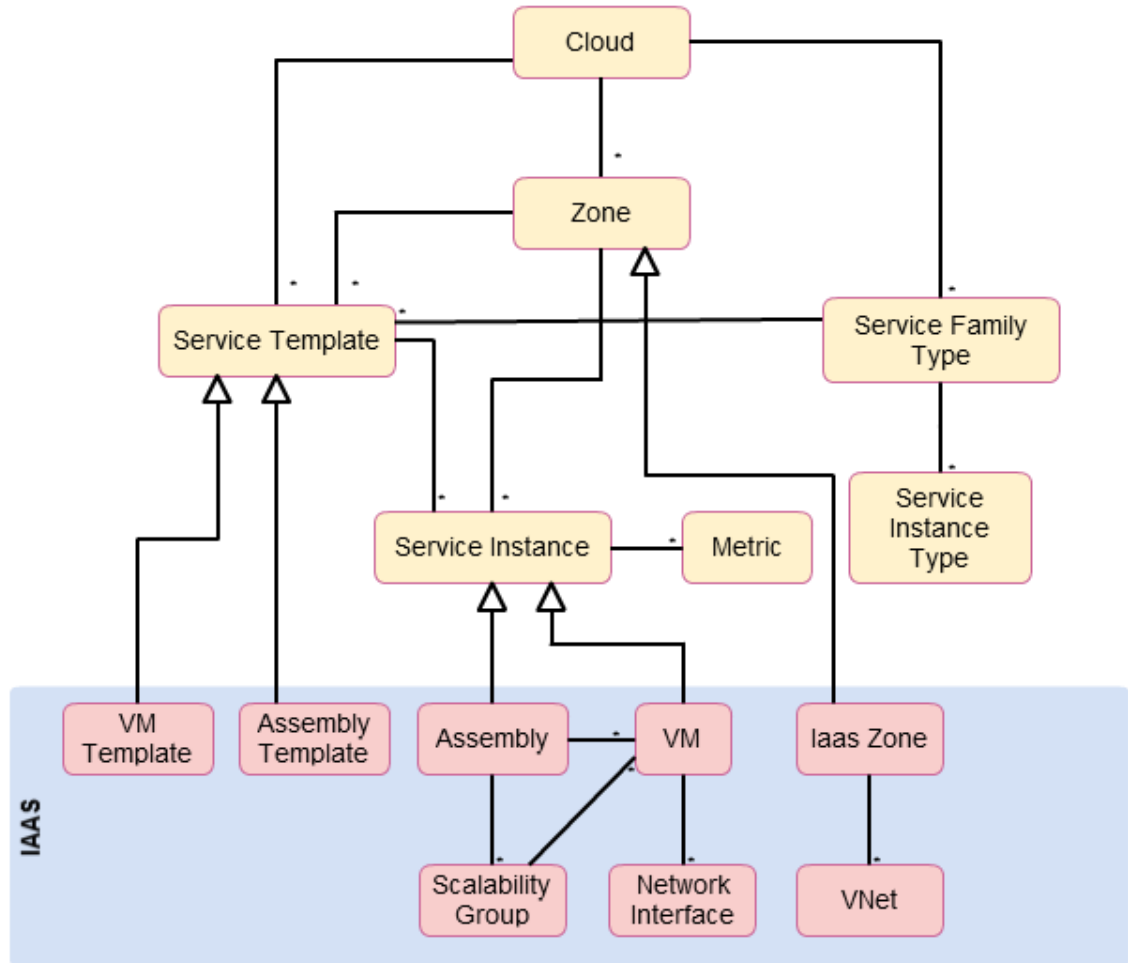 Cloud
*
Zone
*
*
*
*
Service Template
Service Family
Type
*
*
*
Service Instance
*
Metric
Service
Instance
Type
VM
Template
Assembly
Template
Assembly
*
VM
*
Iaas Zone
IAAS
*
*
*
Scalability
Group
Network
Interface
VNet